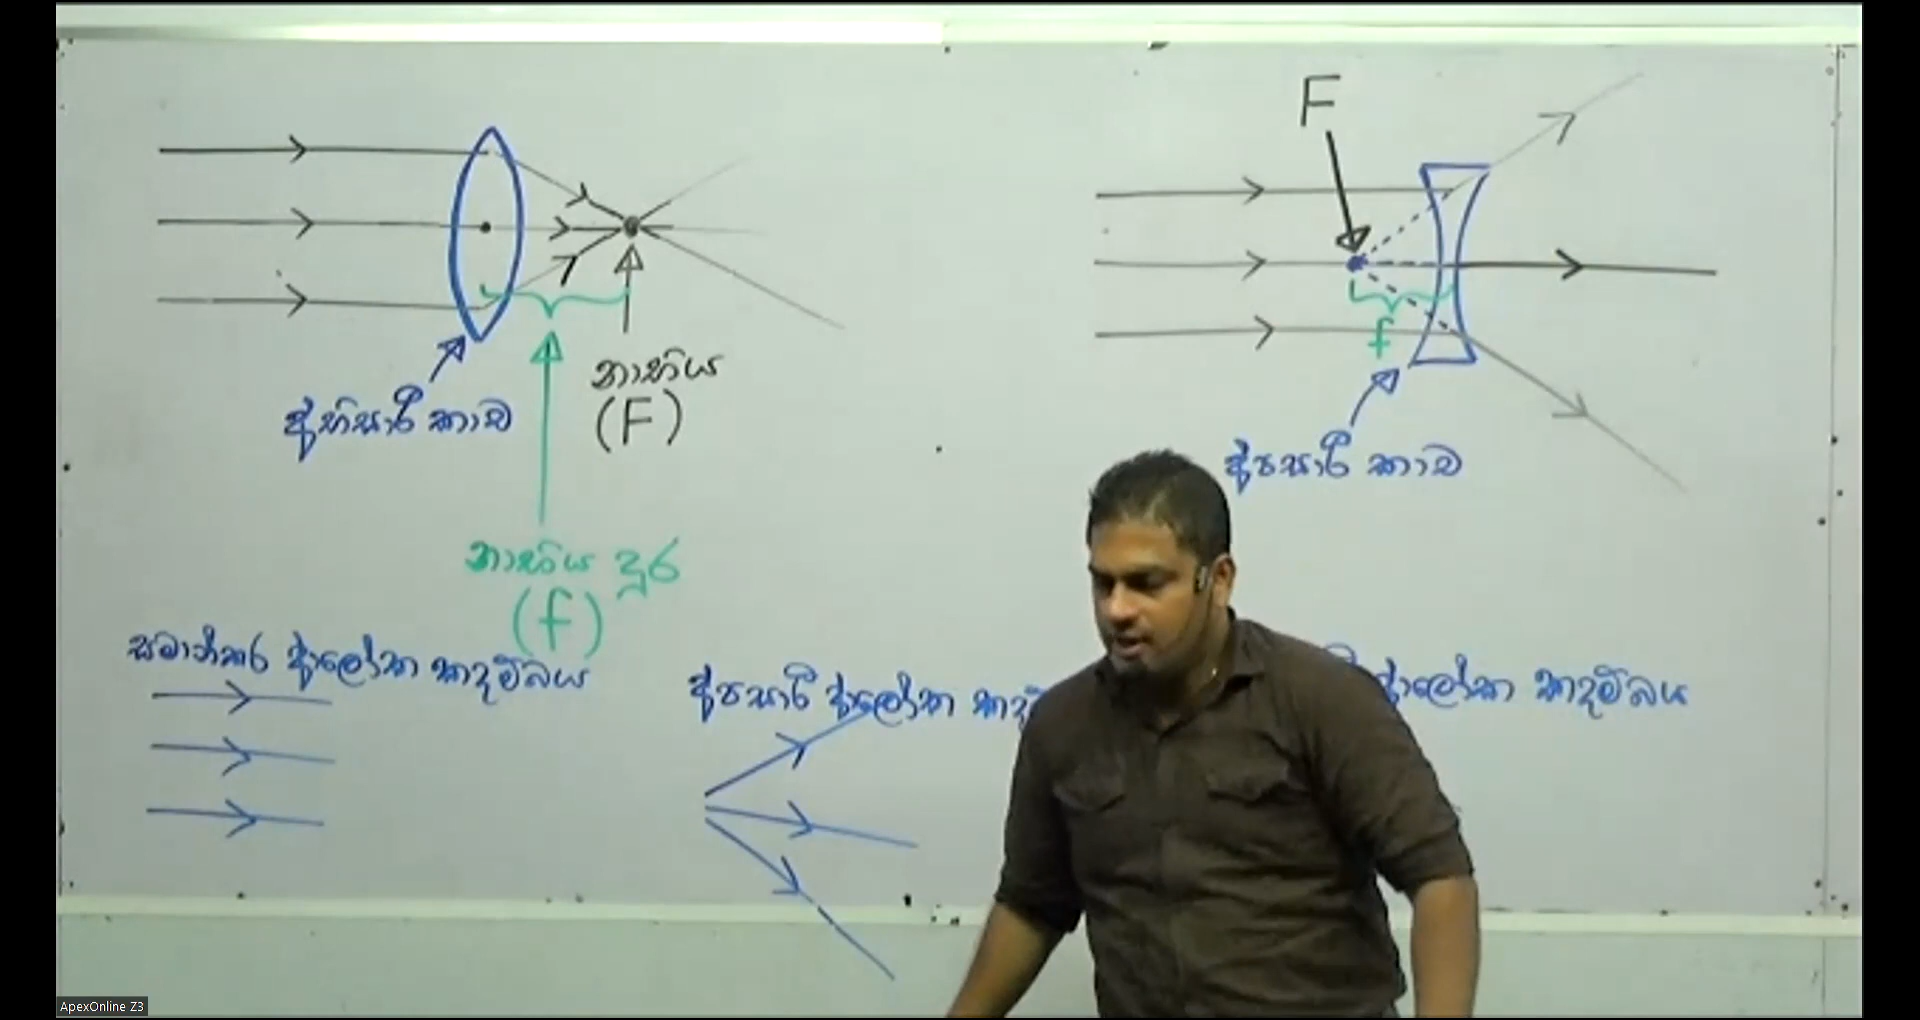 F
අභිසාරී කාච
නාභිය
(F)
f
අපසාරී කාච
නාභිය දුර
(f)
සමාන්තර ආලෝක කදම්බය
අපසාරී ආලෝක
ආලෝක කදම්බය
ApexOnline Z3